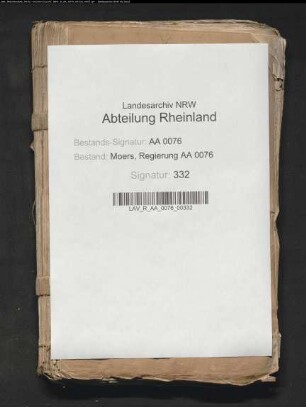 Landesarchiv NRW
Abteilung Rheinland
Bestands-Signatur: AA 0076
Bestand: Moers, Regierung AA 0076
Signatur: 332
LAV_R_AA_0076_00332